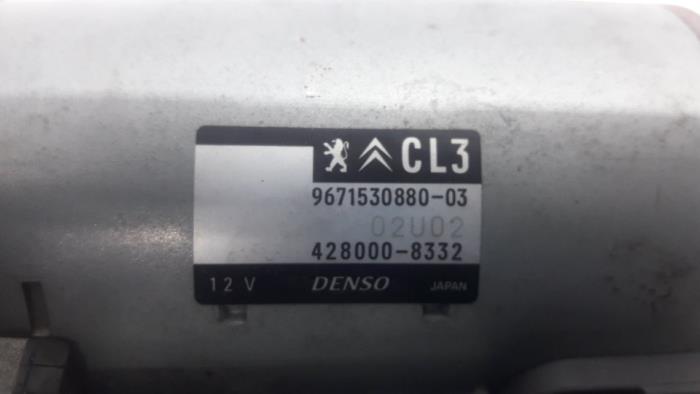 CL3
9671530880-03
02U02
428000-8332
12 V DENSO JAPAN